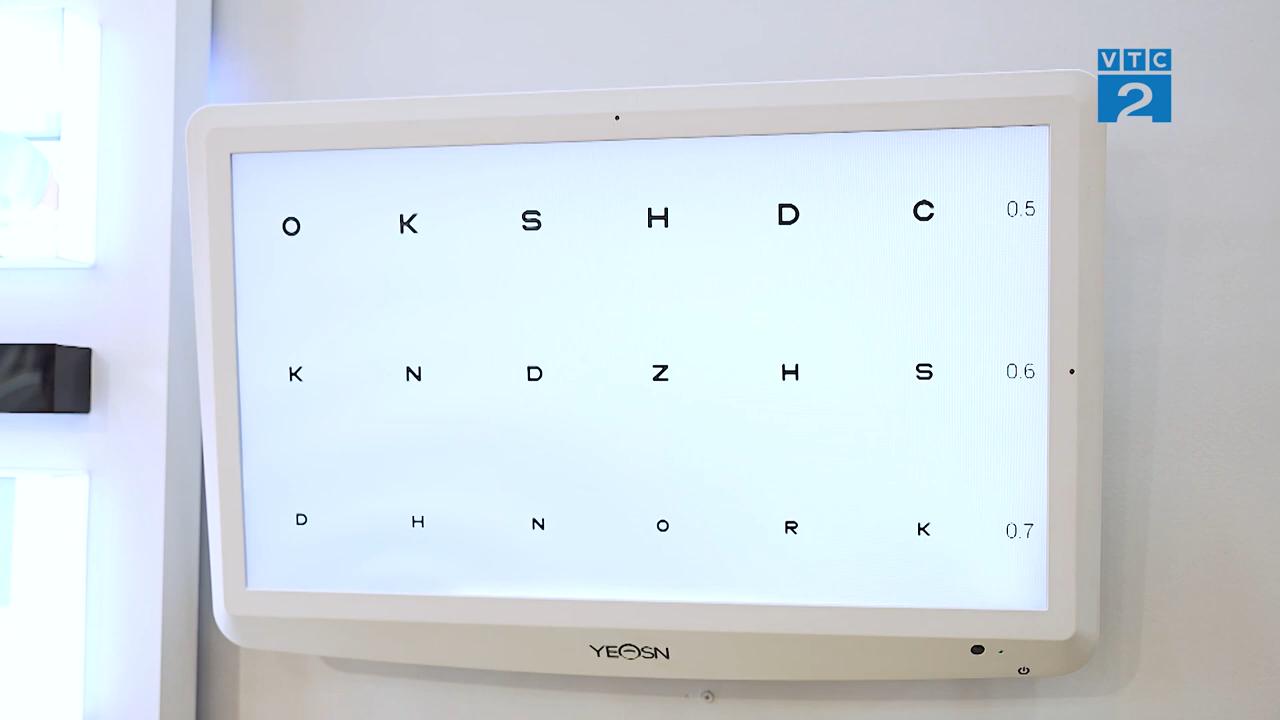 VTC
2
O K S H D C 0.5
K N D Z H S 0.6
D H N O R K 0.7
YEOSN